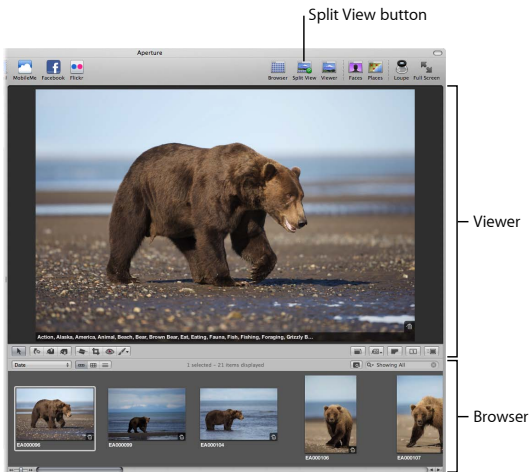 Split View button
Aperture
MobileMe Facebook Flickr Browser Split View Viewer Faces Places Loupe Full Screen
Viewer
Action, Alaska, America, Animal, Beach, Bear, Brown Bear, Eat, Eating, Fauna, Fish, Fishing, Foraging, Grizzly B...
Date 1 selected - 21 items displayed Showing All
Browser
EA000096 EA000099 EA000104 EA000106 EA000107